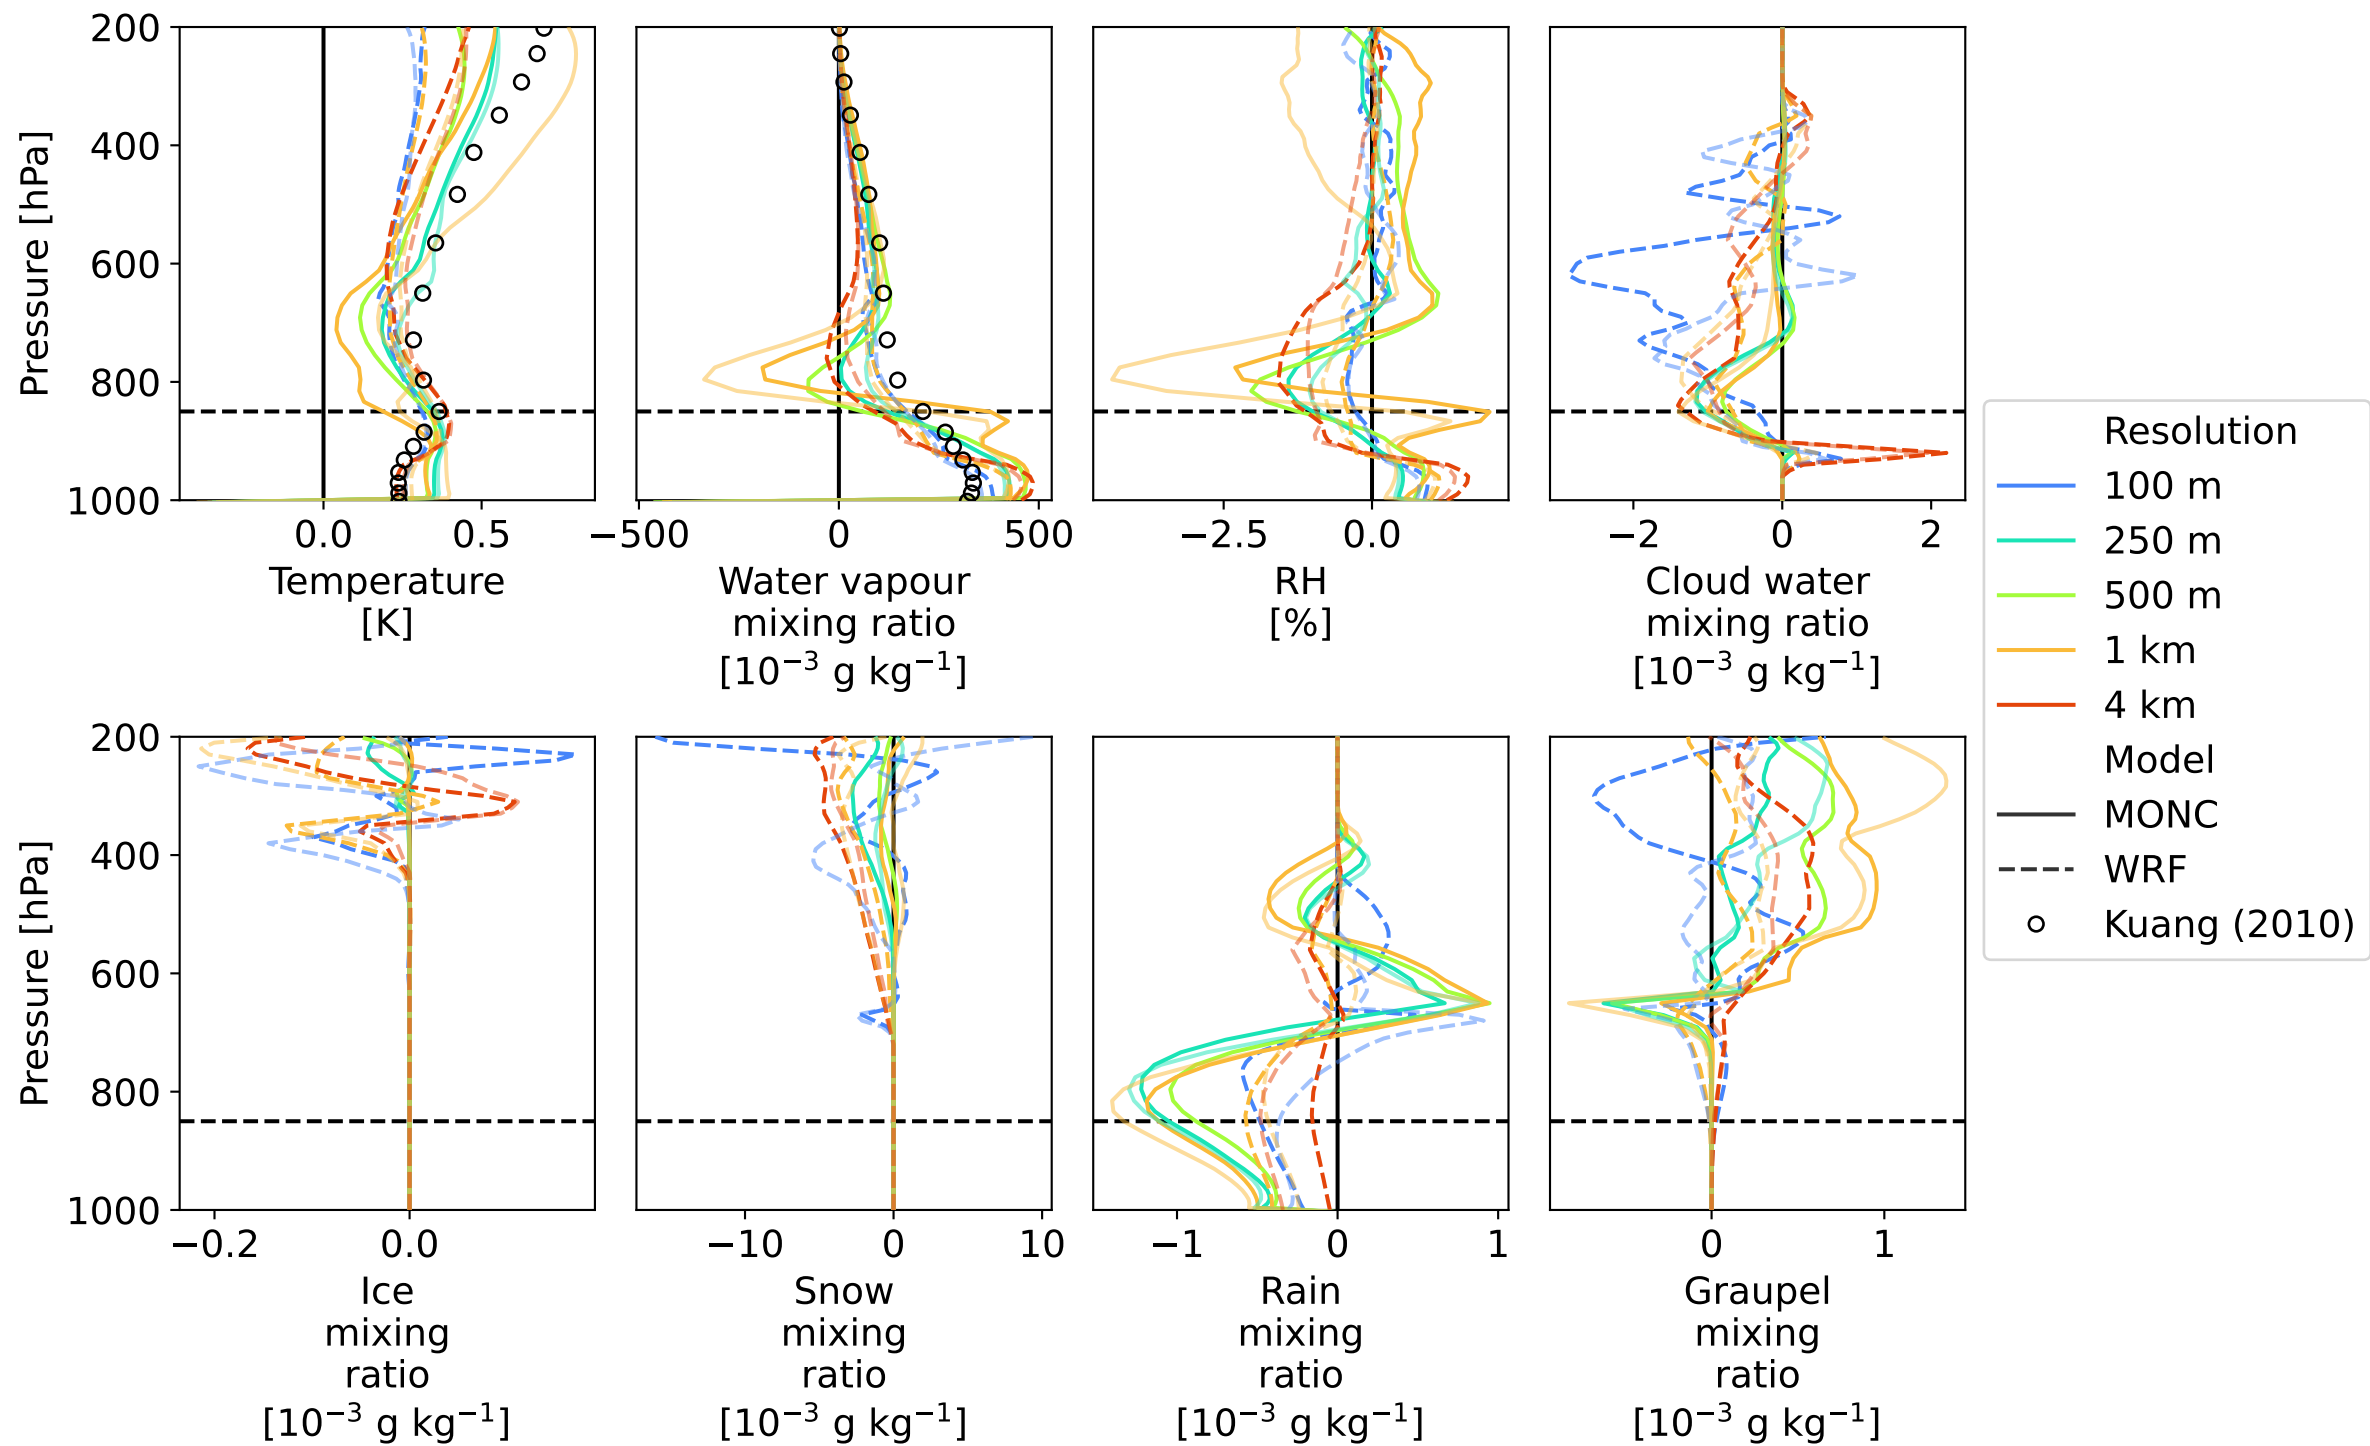 200
400
600
800
1000
Pressure [hPa]
0.0 0.5
Temperature
[K]
−500 0 500
Water vapour
mixing ratio
[10⁻³ g kg⁻¹]
−2.5 0.0
RH
[%]
−2 0 2
Cloud water
mixing ratio
[10⁻³ g kg⁻¹]
Resolution
100 m
250 m
500 m
1 km
4 km
Model
MONC
WRF
Kuang (2010)
200
400
600
800
1000
Pressure [hPa]
−0.2 0.0
Ice
mixing
ratio
[10⁻³ g kg⁻¹]
−10 0 10
Snow
mixing
ratio
[10⁻³ g kg⁻¹]
−1 0 1
Rain
mixing
ratio
[10⁻³ g kg⁻¹]
0 1
Graupel
mixing
ratio
[10⁻³ g kg⁻¹]